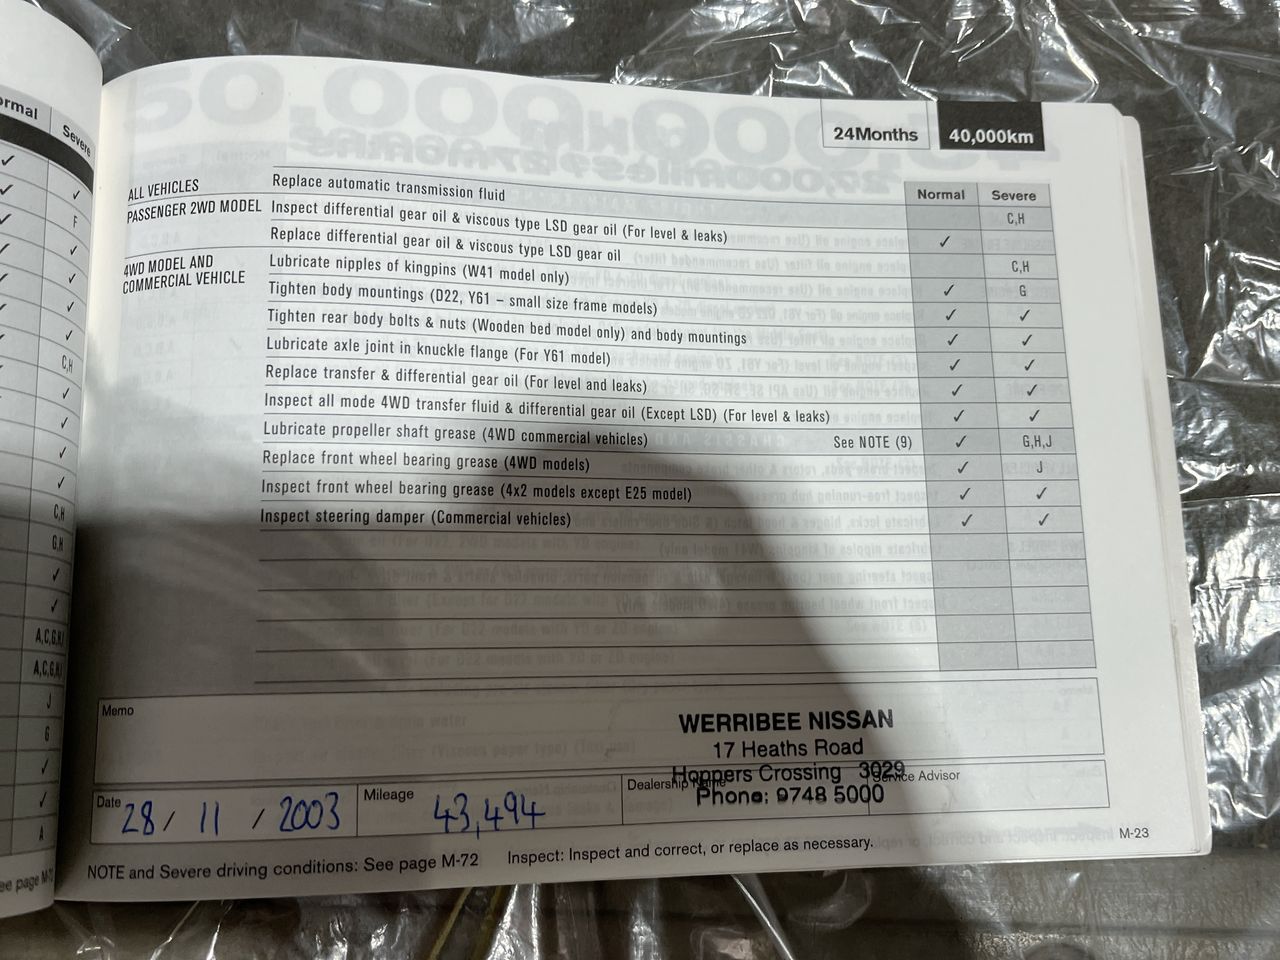 ormal
Severe
F
C,H
C,H
G,H
A,C,G,H,I
A,C,G,H,I
J
G
A
24Months 40,000km
Normal Severe
ALL VEHICLES Replace automatic transmission fluid C,H
PASSENGER 2WD MODEL Inspect differential gear oil & viscous type LSD gear oil (For level & leaks) ✓
Replace differential gear oil & viscous type LSD gear oil C,H
4WD MODEL AND COMMERCIAL VEHICLE Lubricate nipples of kingpins (W41 model only) ✓ G
Tighten body mountings (D22, Y61 – small size frame models) ✓ ✓
Tighten rear body bolts & nuts (Wooden bed model only) and body mountings ✓ ✓
Lubricate axle joint in knuckle flange (For Y61 model) ✓ ✓
Replace transfer & differential gear oil (For level and leaks) ✓ ✓
Inspect all mode 4WD transfer fluid & differential gear oil (Except LSD) (For level & leaks) ✓ ✓
Lubricate propeller shaft grease (4WD commercial vehicles) See NOTE (9) ✓ G,H,J
Replace front wheel bearing grease (4WD models) ✓ J
Inspect front wheel bearing grease (4x2 models except E25 model) ✓ ✓
Inspect steering damper (Commercial vehicles) ✓ ✓
Memo
WERRIBEE NISSAN
17 Heaths Road
Hoppers Crossing 3029
Phone: 9748 5000
Date 28 / 11 / 2003 Mileage 43,494 Dealership Name Service Advisor
NOTE and Severe driving conditions: See page M-72 Inspect: Inspect and correct, or replace as necessary.
M-23